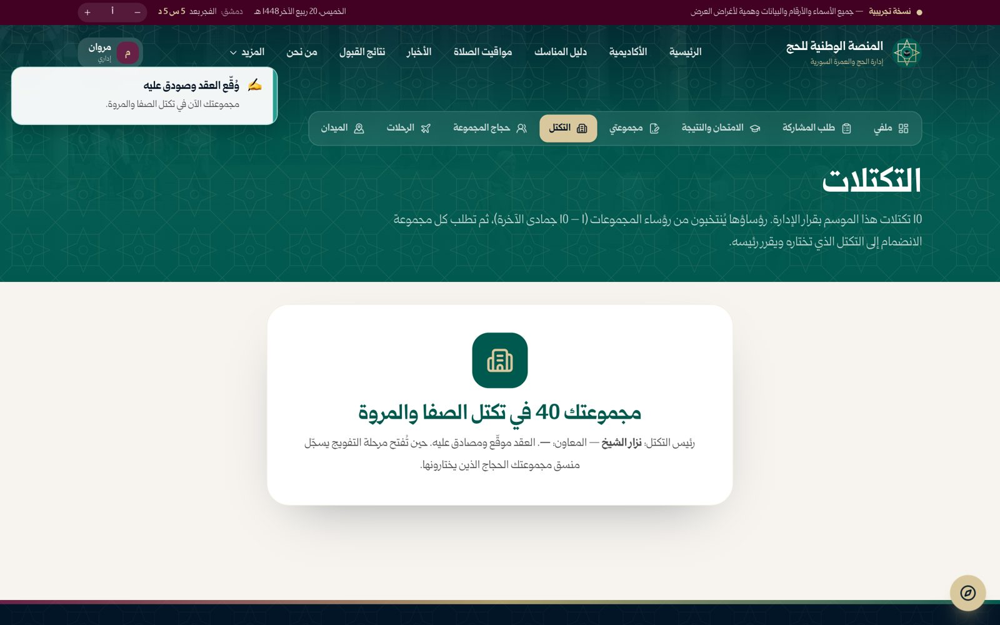 نسخة تجريبية — جميع الأسماء والأرقام والبيانات وهمية لأغراض العرض
الخميس، 20 ربيع الآخر 1448 هـ
دمشق: الفجر بعد 5 س 5 د
− أ +
المنصة الوطنية للحج
إدارة الحج والعمرة السورية
الرئيسية
الأكاديمية
دليل المناسك
مواقيت الصلاة
الأخبار
نتائج القبول
من نحن
المزيد
م
مروان
إداري
✍️ وُقّع العقد وصودق عليه
مجموعتك الآن في تكتل الصفا والمروة.
ملفي
طلب المشاركة
الامتحان والنتيجة
مجموعتي
التكتل
حجاج المجموعة
الرحلات
الميدان
التكتلات
10 تكتلات هذا الموسم بقرار الإدارة. رؤساؤها يُنتخبون من رؤساء المجموعات (1 – 10 جمادى الآخرة)، ثم تطلب كل مجموعة
الانضمام إلى التكتل الذي تختاره ويقرر رئيسه.
مجموعتك 40 في تكتل الصفا والمروة
رئيس التكتل: نزار الشيخ — المعاون: —. العقد موقّع ومصادق عليه. حين تُفتح مرحلة التفويج يسجّل
منسق مجموعتك الحجاج الذين يختارونها.